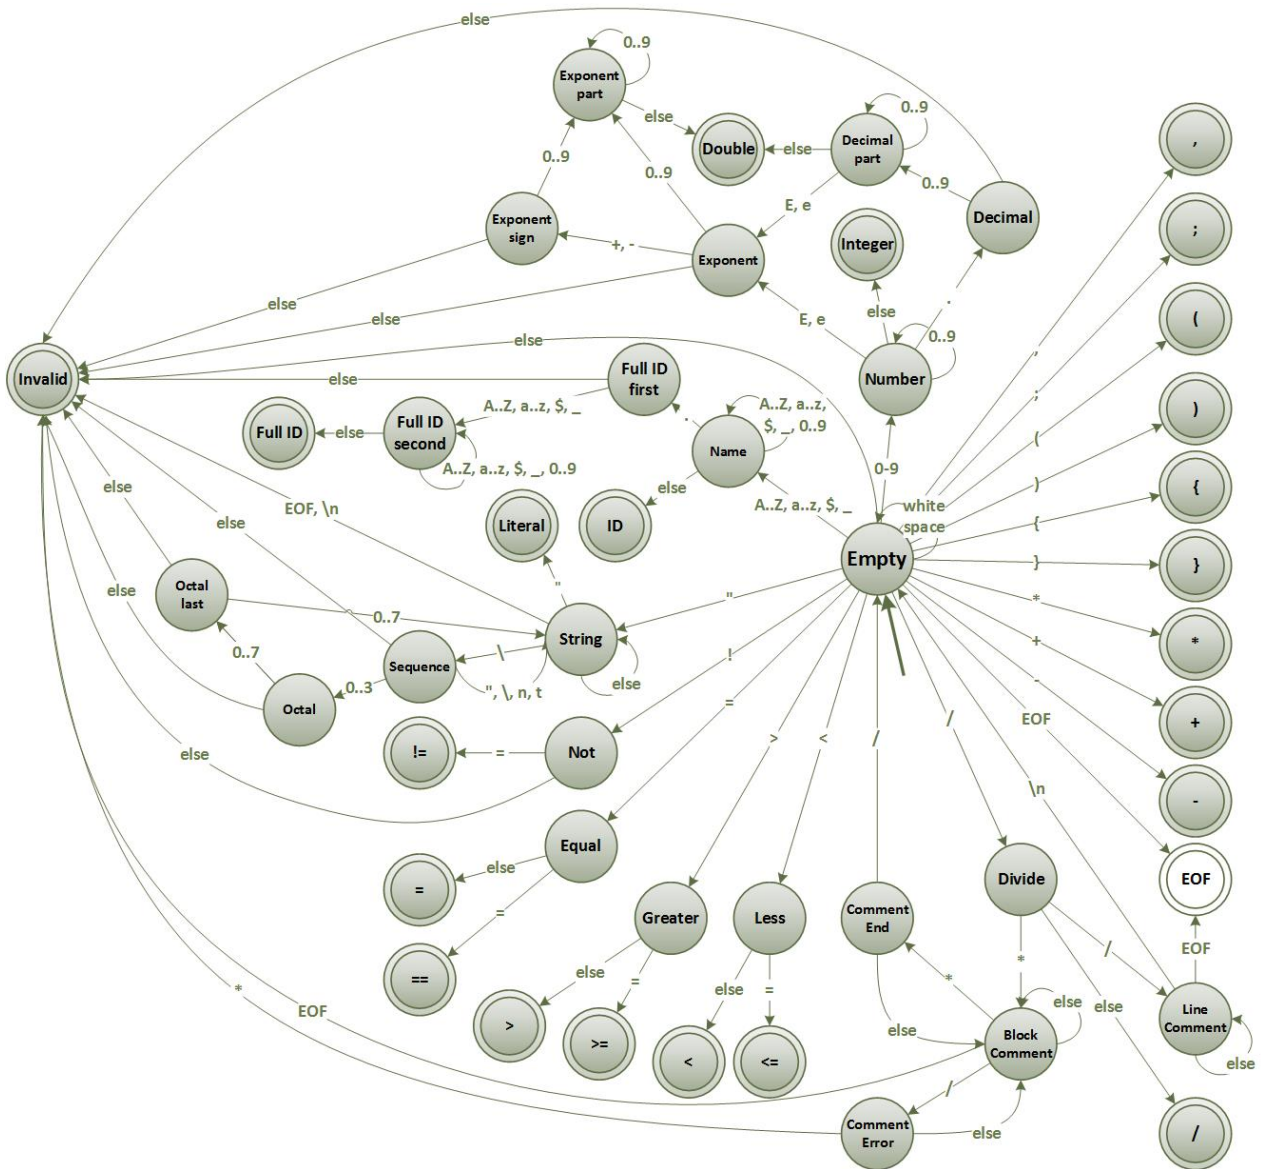 else
0..9
Exponent
part
else
0..9
Double
else
Decimal
part
,
0..9
0..9
0..9
E, e
Exponent
sign
Decimal
;
+, -
Exponent
Integer
else
.
(
else
E, e
else
0..9
else
,
Invalid
else
Full ID
first
Number
;
A..Z, a..z, $, _
.
A..Z, a..z,
$, _, 0..9
)
Full ID
else
Full ID
second
Name
(
A..Z, a..z, $, _, 0..9
0-9
else
else
)
{
EOF, \n
A..Z, a..z, $, _
white
space
else
Literal
ID
{
Empty
}
}
"
Octal
last
else
"
*
0..7
String
*
!
+
0..7
\
Sequence
else
-
0..3
", \, n, t
=
Octal
EOF
/
+
else
!=
=
Not
>
<
/
\n
-
Equal
else
=
Divide
EOF
=
Greater
Less
Comment
End
EOF
/
*
==
else
=
else
=
*
*
else
else
EOF
Line
Comment
>
else
Block
Comment
>=
<
<=
else
/
Comment
Error
else
/